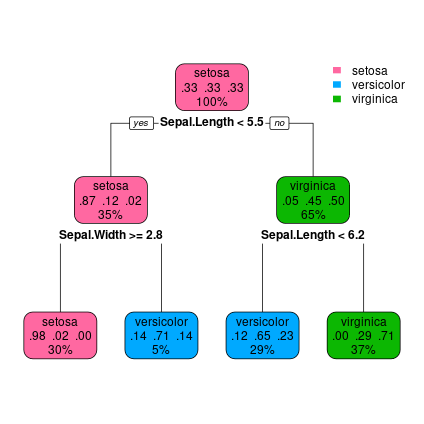 setosa
.33 .33 .33
100%
setosa
versicolor
virginica
yes
Sepal.Length < 5.5
no
setosa
.87 .12 .02
35%
virginica
.05 .45 .50
65%
Sepal.Width >= 2.8
Sepal.Length < 6.2
setosa
.98 .02 .00
30%
versicolor
.14 .71 .14
5%
versicolor
.12 .65 .23
29%
virginica
.00 .29 .71
37%